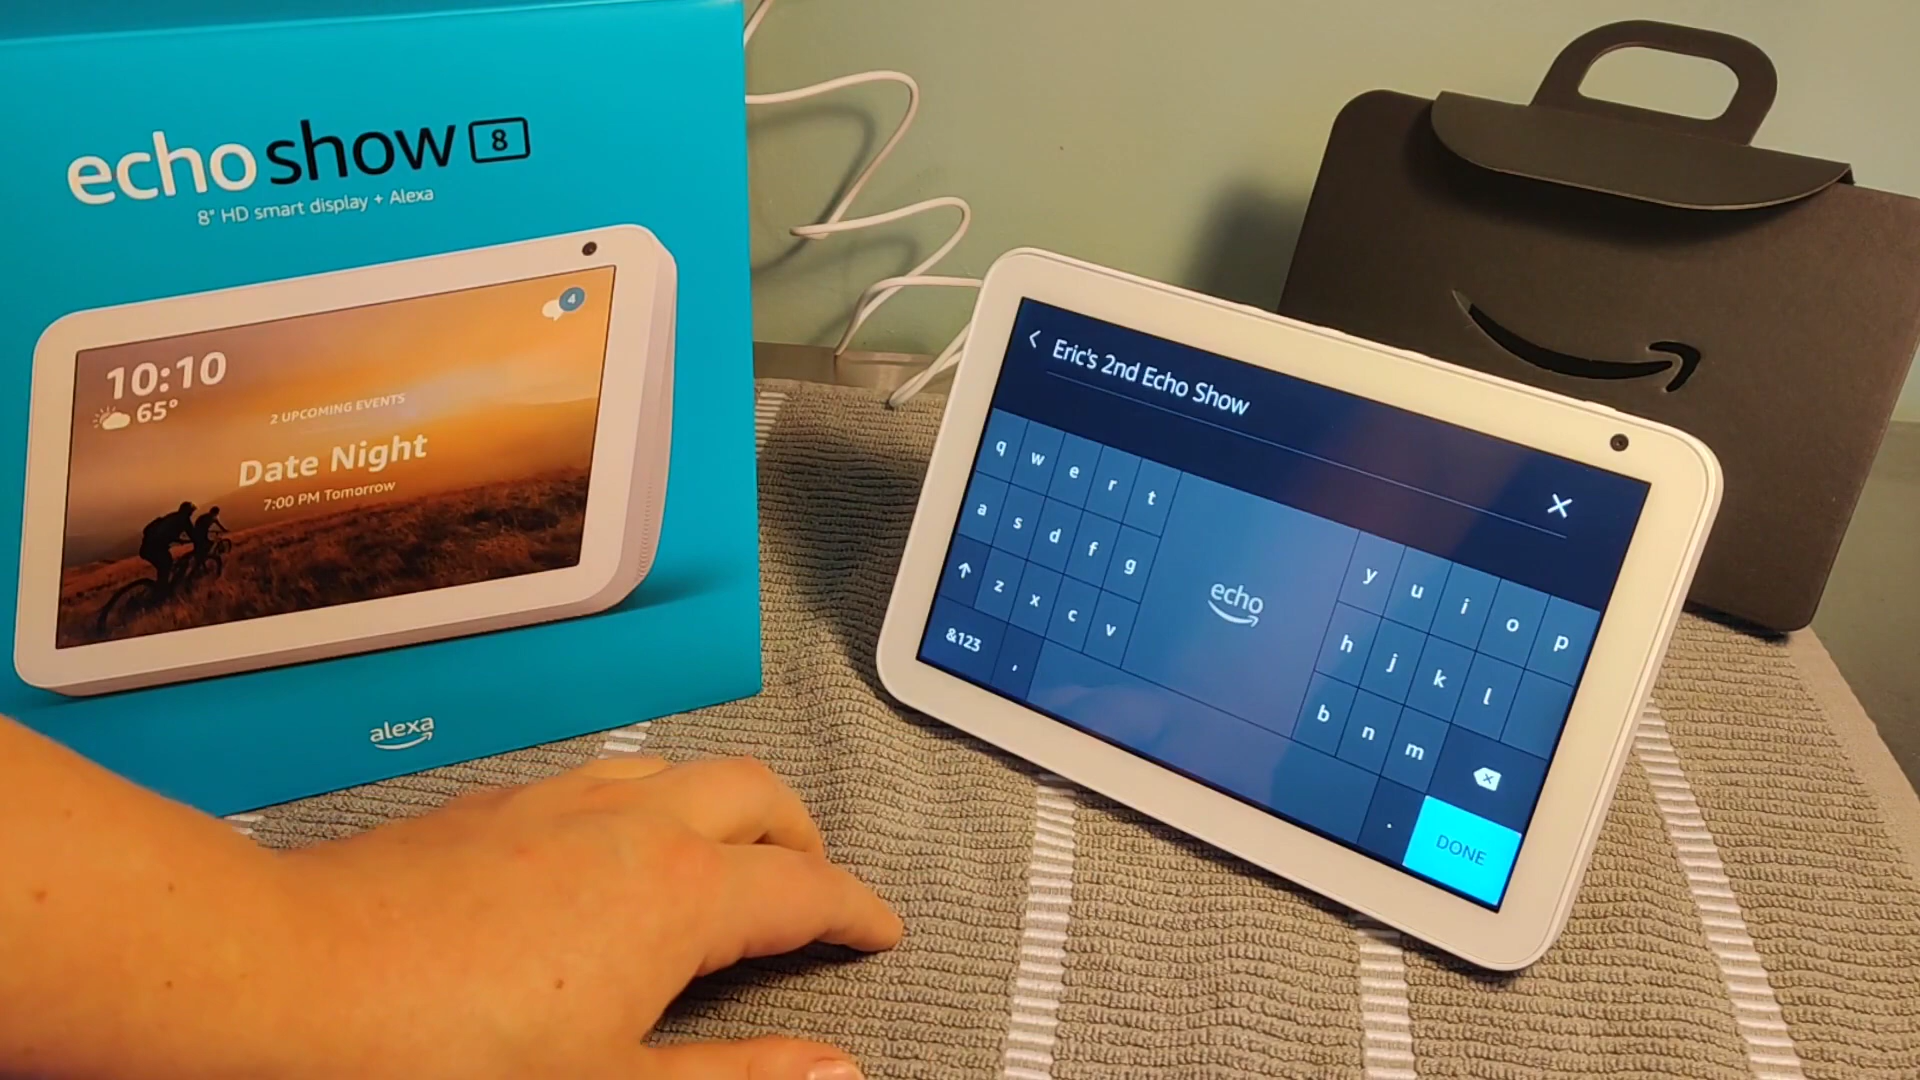 echo show 8
8" HD smart display + Alexa
4
10:10
65°
2 UPCOMING EVENTS
Date Night
7:00 PM Tomorrow
alexa
Eric's 2nd Echo Show
q w e r t y u i o p
a s d f g h j k l
z x c v b n m
&123 , . DONE
echo